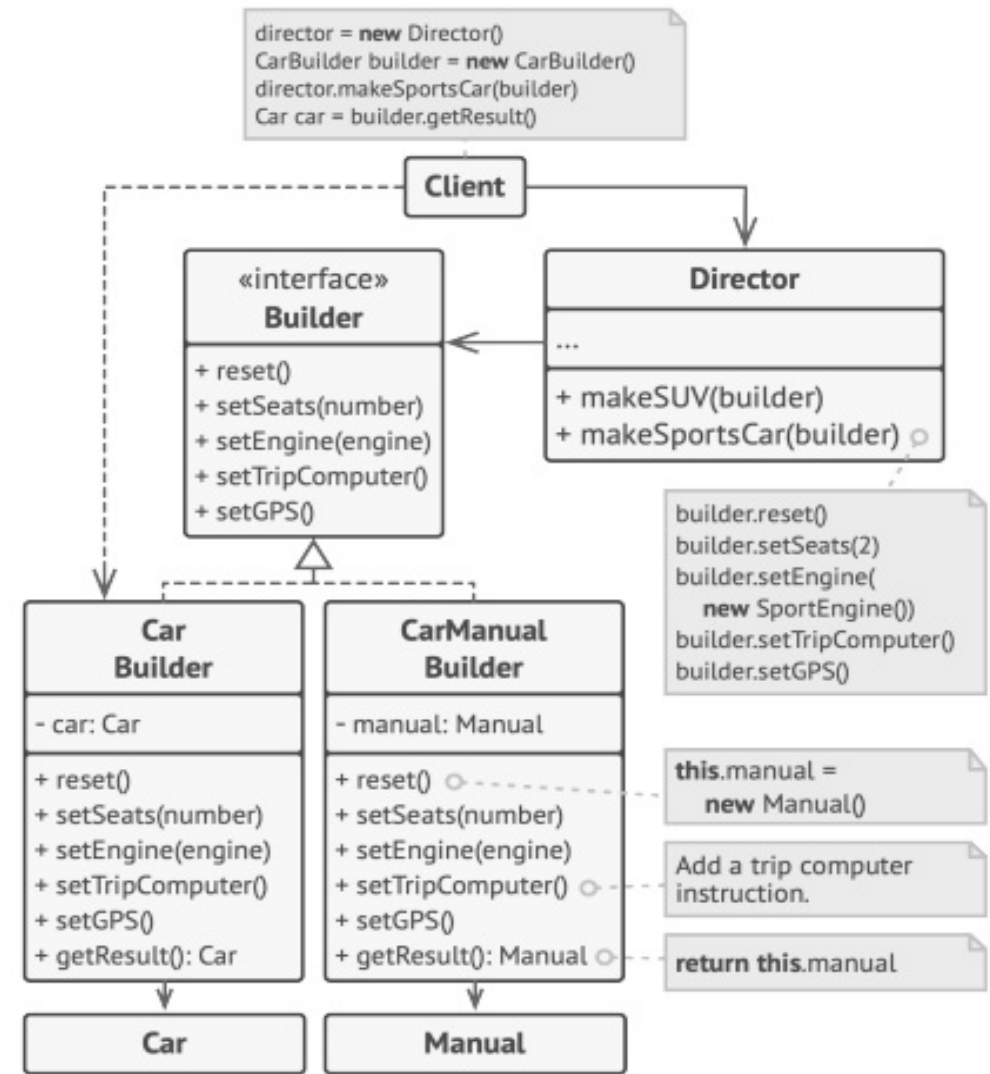 director = new Director()
CarBuilder builder = new CarBuilder()
director.makeSportsCar(builder)
Car car = builder.getResult()
Client
«interface»
Builder
+ reset()
+ setSeats(number)
+ setEngine(engine)
+ setTripComputer()
+ setGPS()
Director
...
+ makeSUV(builder)
+ makeSportsCar(builder)
builder.reset()
builder.setSeats(2)
builder.setEngine(
new SportEngine())
builder.setTripComputer()
builder.setGPS()
Car
Builder
- car: Car
+ reset()
+ setSeats(number)
+ setEngine(engine)
+ setTripComputer()
+ setGPS()
+ getResult(): Car
CarManual
Builder
- manual: Manual
+ reset()
+ setSeats(number)
+ setEngine(engine)
+ setTripComputer()
+ setGPS()
+ getResult(): Manual
this.manual =
new Manual()
Add a trip computer
instruction.
return this.manual
Car
Manual